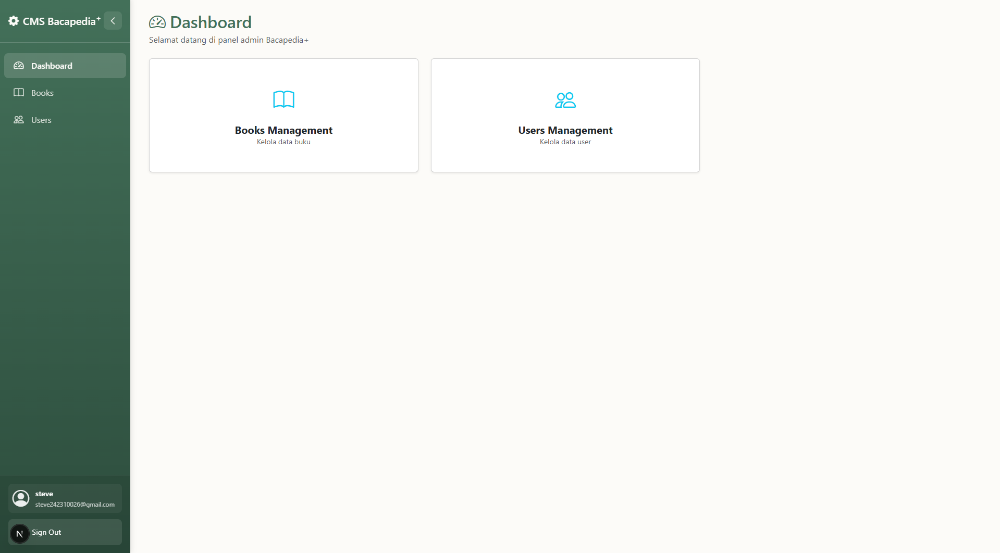 CMS Bacapedia+
Dashboard
Books
Users
steve
steve242310026@gmail.com
N
Sign Out
Dashboard
Selamat datang di panel admin Bacapedia+
Books Management
Kelola data buku
Users Management
Kelola data user